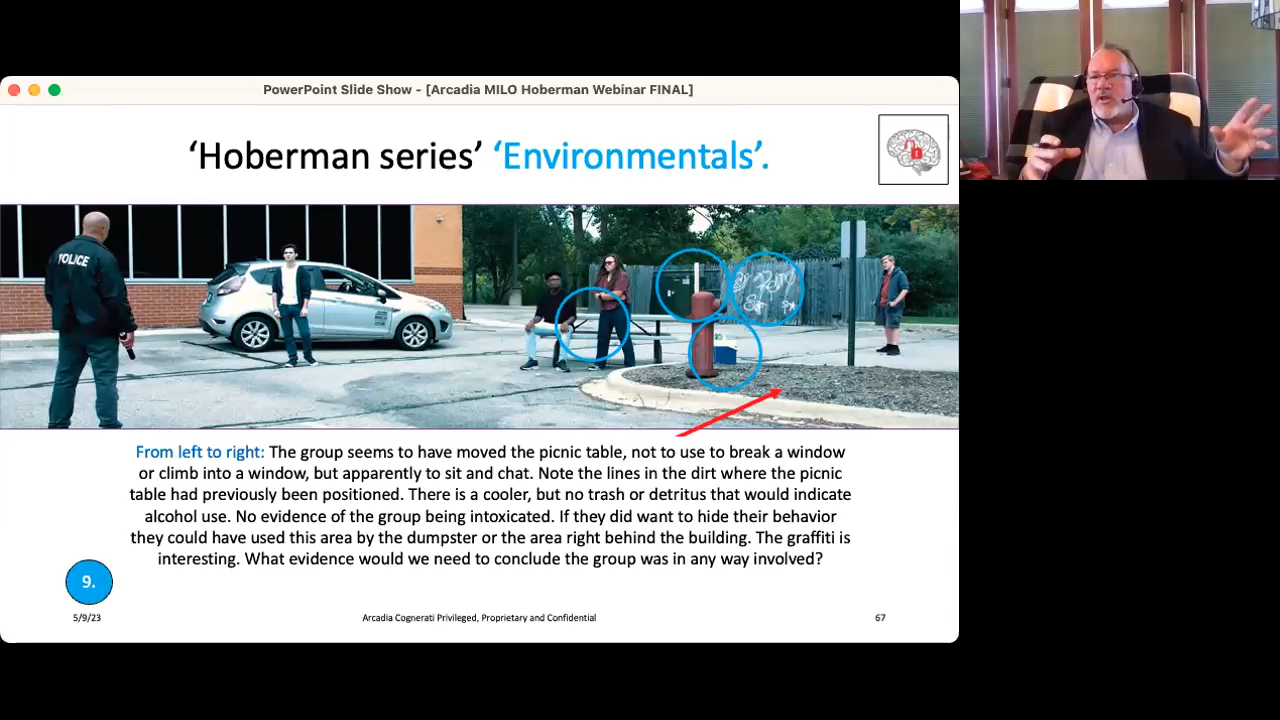 PowerPoint Slide Show - [Arcadia MILO Hoberman Webinar FINAL]
‘Hoberman series’ ‘Environmentals’.
POLICE
From left to right: The group seems to have moved the picnic table, not to use to break a window
or climb into a window, but apparently to sit and chat. Note the lines in the dirt where the picnic
table had previously been positioned. There is a cooler, but no trash or detritus that would indicate
alcohol use. No evidence of the group being intoxicated. If they did want to hide their behavior
they could have used this area by the dumpster or the area right behind the building. The graffiti is
interesting. What evidence would we need to conclude the group was in any way involved?
9.
5/9/23
Arcadia Cognerati Privileged, Proprietary and Confidential
67